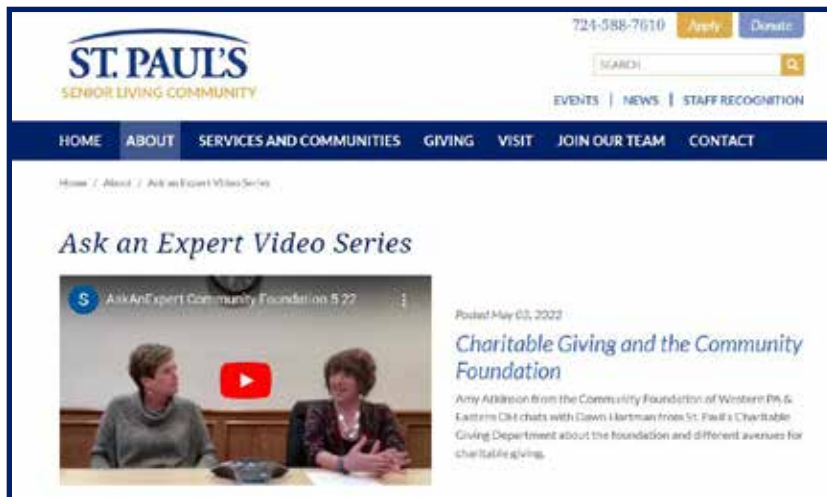 724-588-7610 Apply Donate
ST. PAUL'S
SENIOR LIVING COMMUNITY
SEARCH
EVENTS | NEWS | STAFF RECOGNITION
HOME ABOUT SERVICES AND COMMUNITIES GIVING VISIT JOIN OUR TEAM CONTACT
Home / About / Ask an Expert Video Series
Ask an Expert Video Series
S AskAnExpert Community Foundation 5 22
Posted May 03, 2022
Charitable Giving and the Community
Foundation
Amy Atkinson from the Community Foundation of Western PA &
Eastern OH chats with Dawn Hartman from St. Paul's Charitable
Giving Department about the foundation and different avenues for
charitable giving.